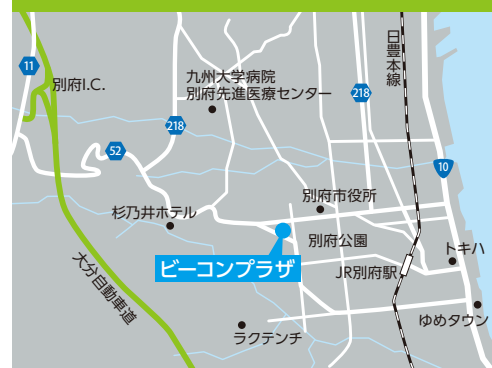 日豊本線
11
別府I.C.
九州大学病院
別府先進医療センター
218
218
52
10
別府市役所
杉乃井ホテル
別府公園
トキハ
ビーコンプラザ
JR別府駅
大分自動車道
ゆめタウン
ラクテンチ